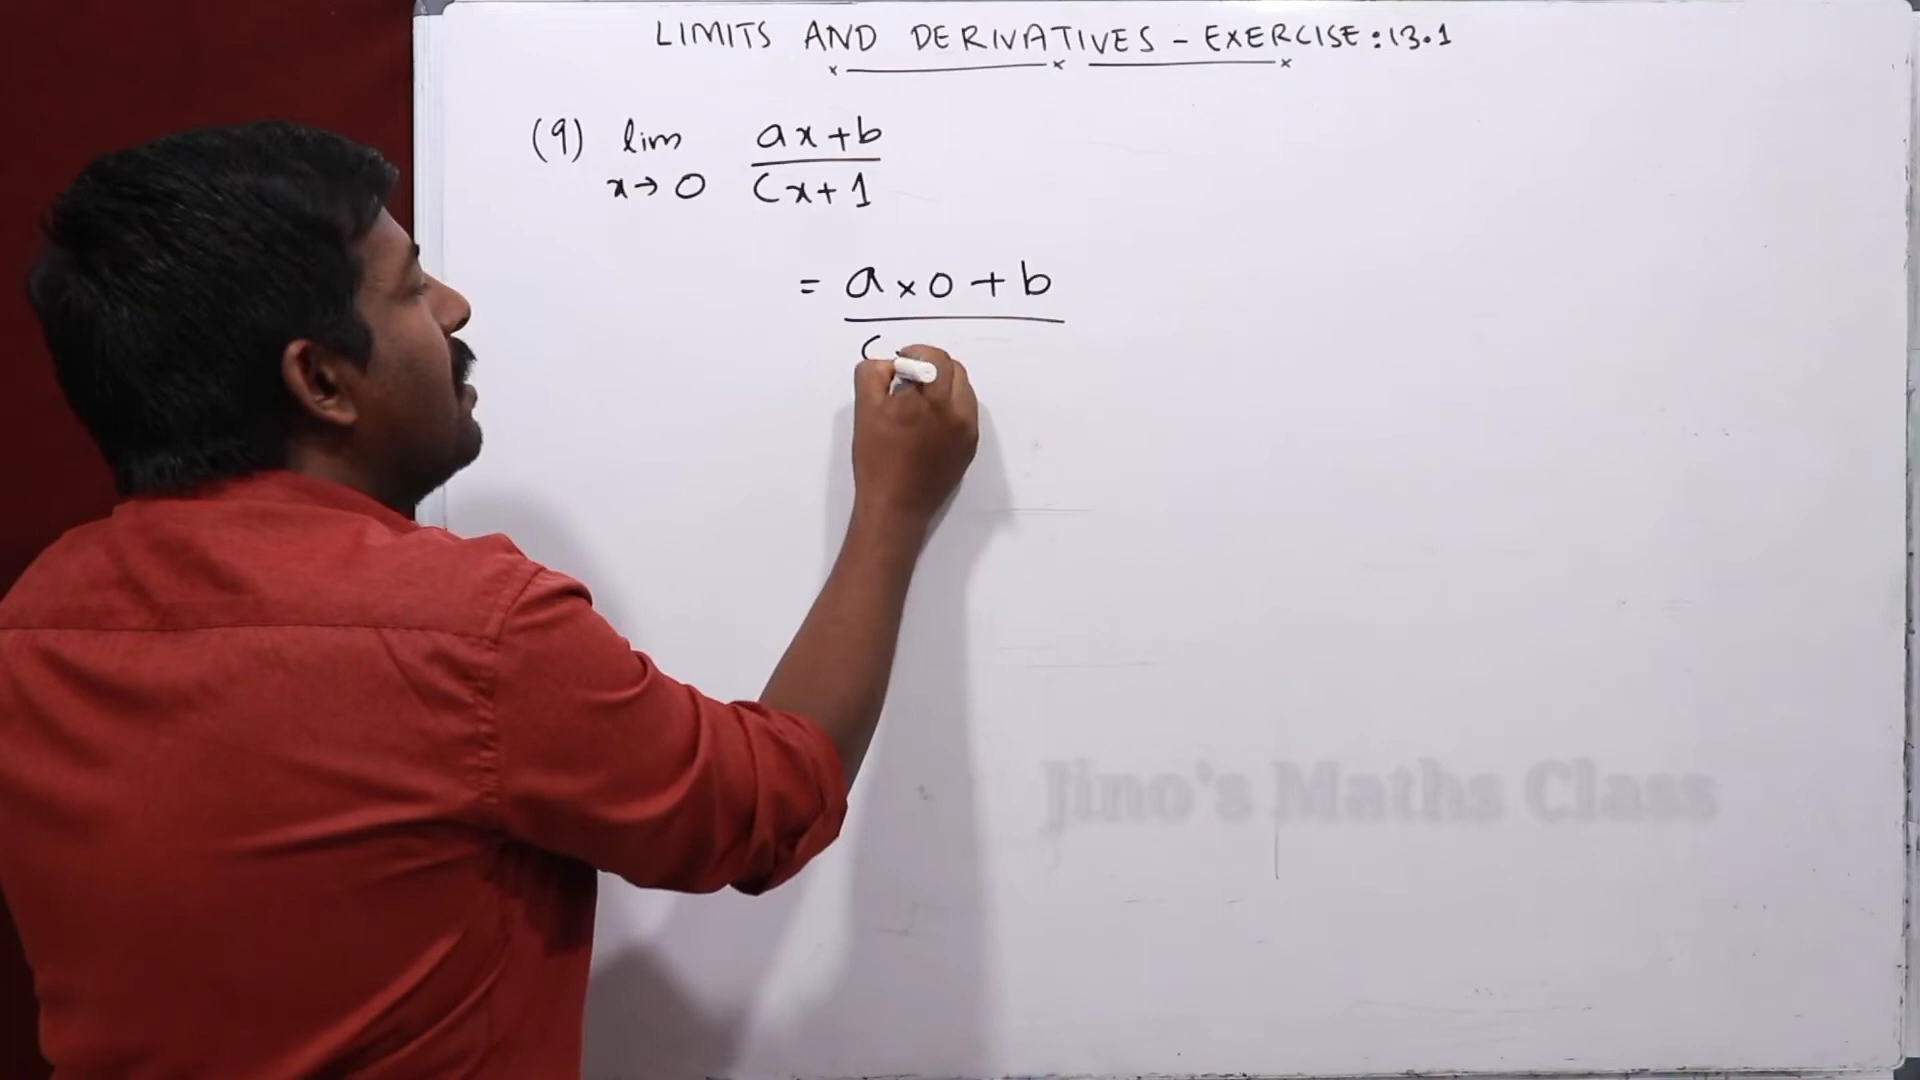 LIMITS AND DERIVATIVES - EXERCISE: 13.1
(9) lim ax+b
x→0 Cx+1
= a×0+b
C
Jino's Maths Class